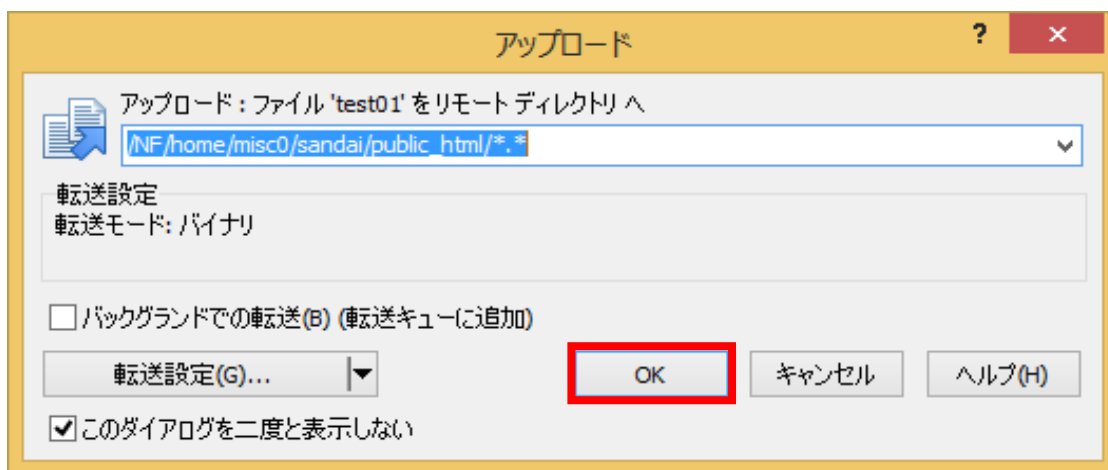 アップロード
?
×
アップロード : ファイル 'test01' をリモート ディレクトリ へ
/NF/home/misc0/sandai/public_html/*.*
転送設定
転送モード: バイナリ
バックグランドでの転送(B) (転送キューに追加)
転送設定(G)...
OK
キャンセル
ヘルプ(H)
このダイアログを二度と表示しない